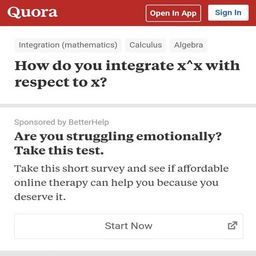 Quora
Open In App
Sign In
Integration (mathematics)
Calculus
Algebra
How do you integrate x^x with
respect to x?
Sponsored by BetterHelp
Are you struggling emotionally?
Take this test.
Take this short survey and see if affordable
online therapy can help you because you
deserve it.
Start Now